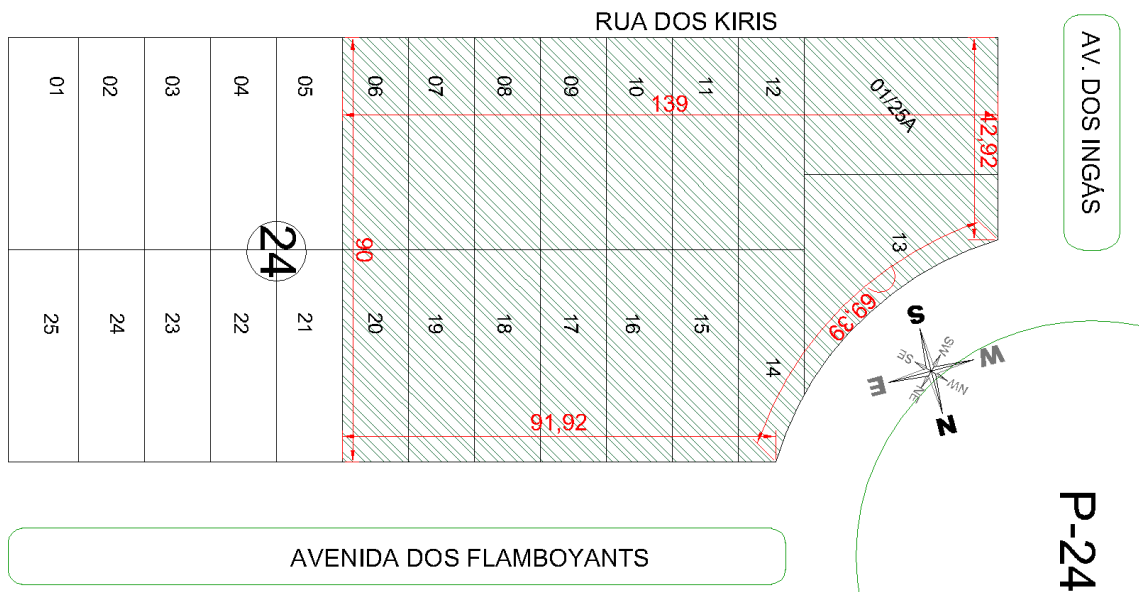 RUA DOS KIRIS
AV. DOS INGÁS
01
02
03
04
05
06
07
08
09
10
11
12
01/25A
139
42,92
24
90
13
69,39
25
24
23
22
21
20
19
18
17
16
15
14
91,92
S
SW
W
SE
E
NW
NE
N
P-24
AVENIDA DOS FLAMBOYANTS